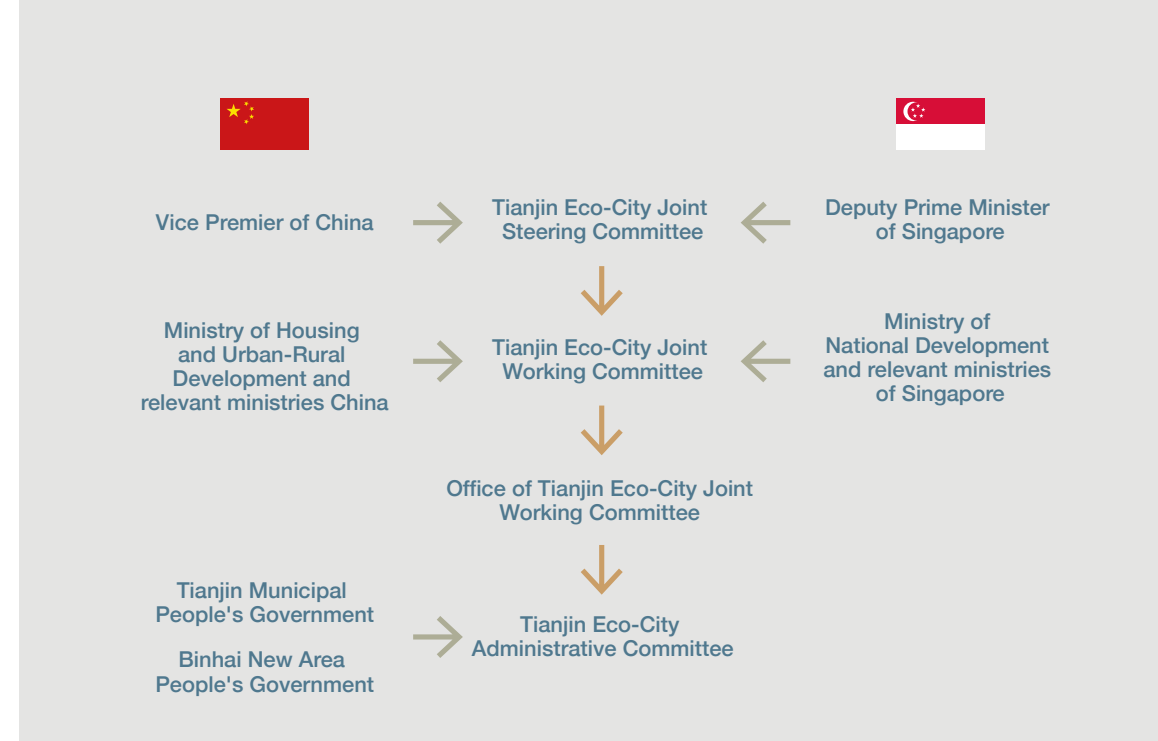 Vice Premier of China
Tianjin Eco-City Joint
Steering Committee
Deputy Prime Minister
of Singapore
Ministry of Housing
and Urban-Rural
Development and
relevant ministries China
Tianjin Eco-City Joint
Working Committee
Ministry of
National Development
and relevant ministries
of Singapore
Office of Tianjin Eco-City Joint
Working Committee
Tianjin Municipal
People's Government
Binhai New Area
People's Government
Tianjin Eco-City
Administrative Committee